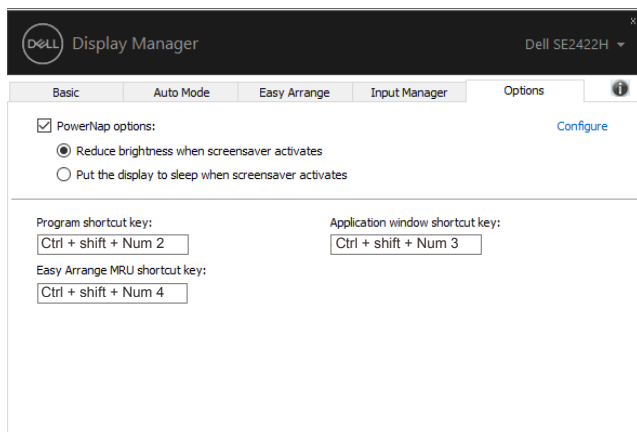 x
DELL Display Manager Dell SE2422H
Basic Auto Mode Easy Arrange Input Manager Options i
PowerNap options: Configure
Reduce brightness when screensaver activates
Put the display to sleep when screensaver activates
Program shortcut key: Application window shortcut key:
Ctrl + shift + Num 2 Ctrl + shift + Num 3
Easy Arrange MRU shortcut key:
Ctrl + shift + Num 4